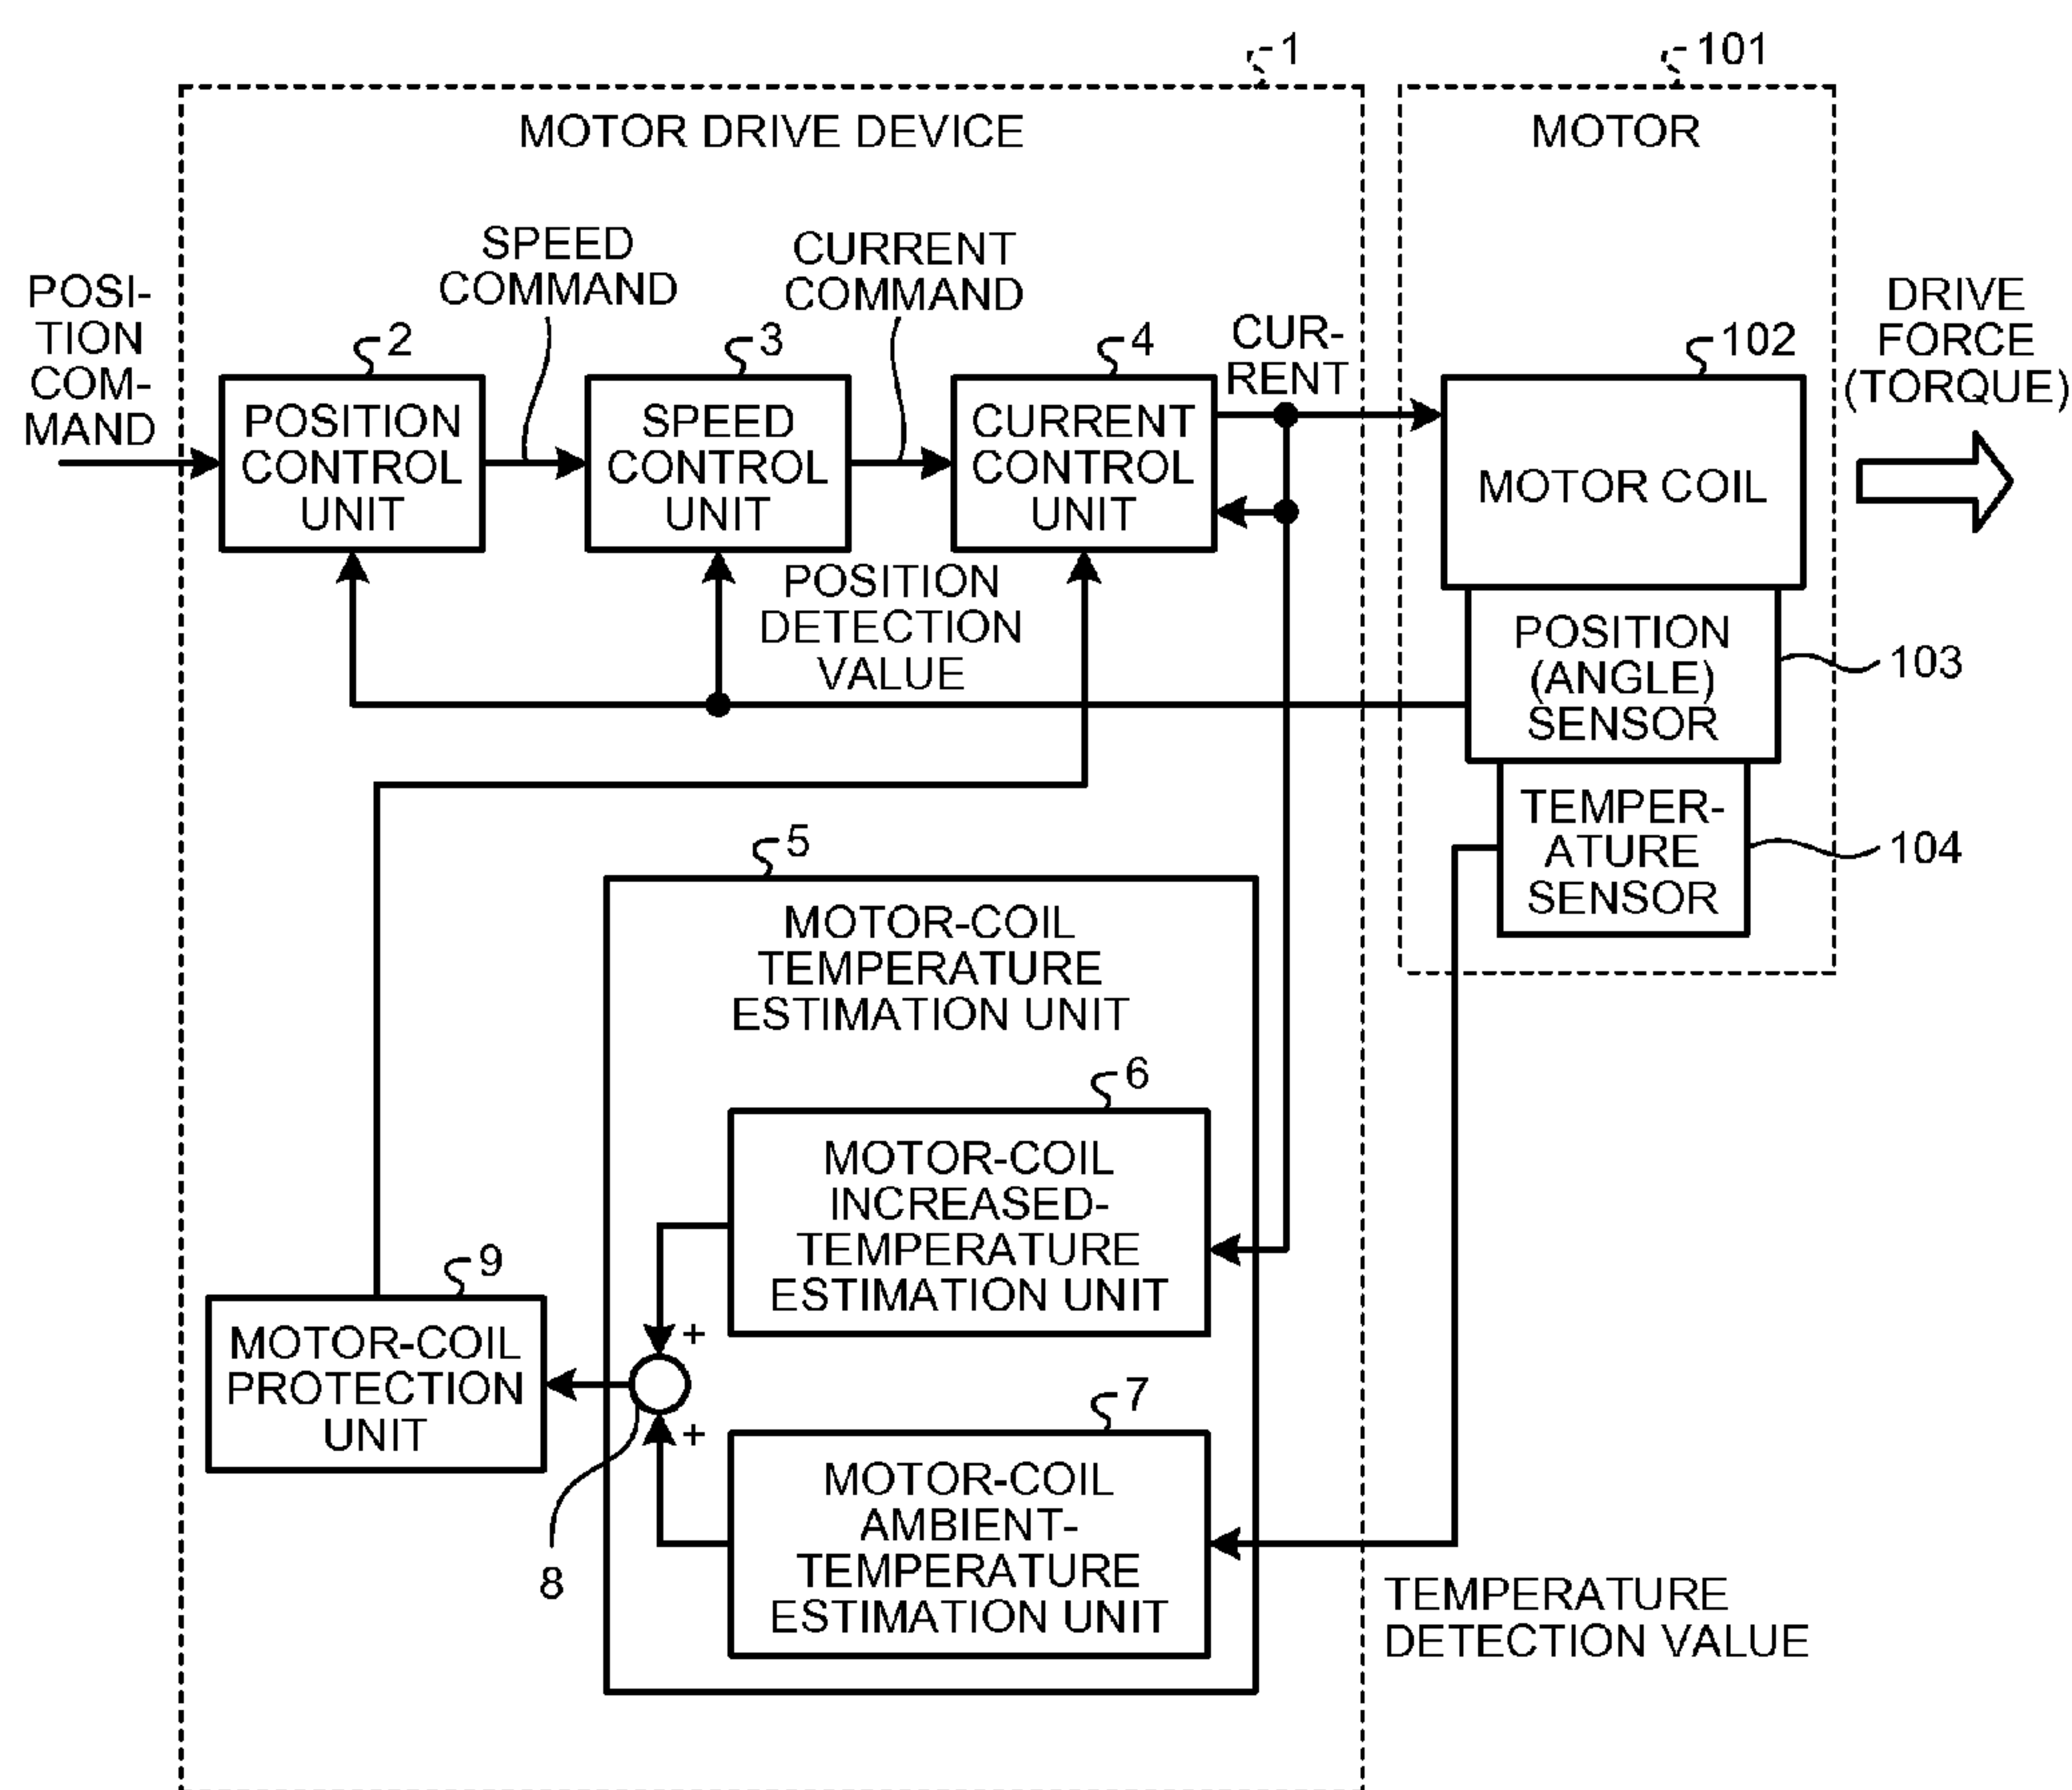 1
101
MOTOR DRIVE DEVICE
MOTOR
POSI-
TION
COM-
MAND
SPEED
COMMAND
CURRENT
COMMAND
CUR-
RENT
DRIVE
FORCE
(TORQUE)
2
POSITION
CONTROL
UNIT
3
SPEED
CONTROL
UNIT
4
CURRENT
CONTROL
UNIT
102
MOTOR COIL
POSITION
DETECTION
VALUE
POSITION
(ANGLE)
SENSOR
103
TEMPER-
ATURE
SENSOR
104
5
MOTOR-COIL
TEMPERATURE
ESTIMATION UNIT
6
MOTOR-COIL
INCREASED-
TEMPERATURE
ESTIMATION UNIT
9
MOTOR-COIL
PROTECTION
UNIT
+
+
8
7
MOTOR-COIL
AMBIENT-
TEMPERATURE
ESTIMATION UNIT
TEMPERATURE
DETECTION VALUE